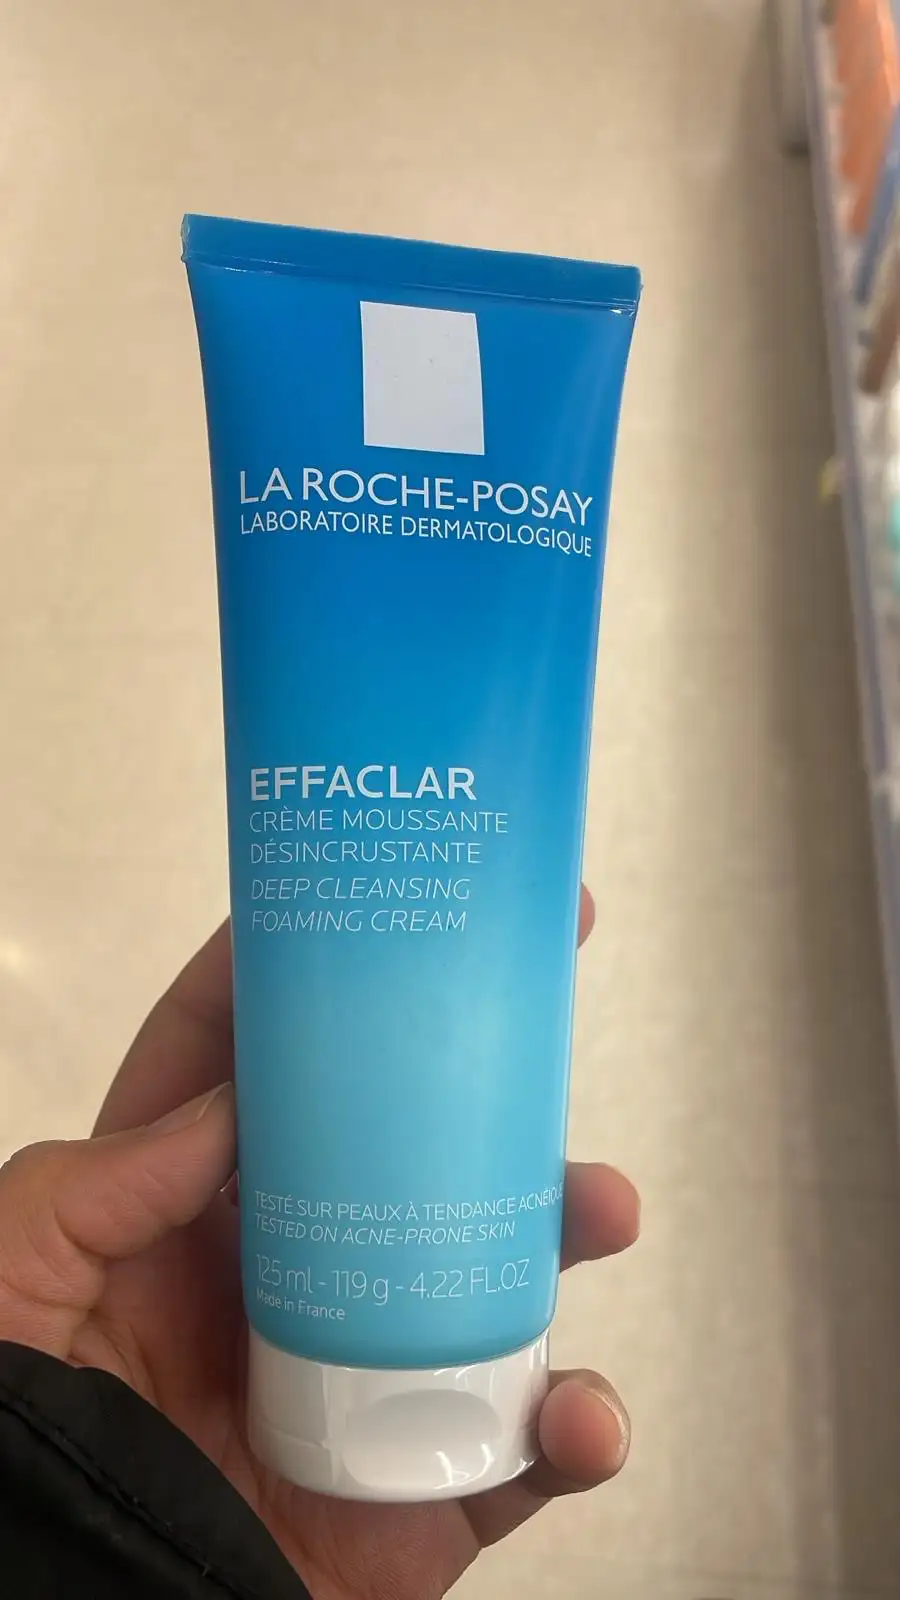 LA ROCHE-POSAY
LABORATOIRE DERMATOLOGIQUE
EFFACLAR
CRÈME MOUSSANTE
DÉSINCRUSTANTE
DEEP CLEANSING
FOAMING CREAM
TESTÉ SUR PEAUX À TENDANCE
TESTED ON ACNE-PRONE SKIN
125 ml - 119 g - 4.22 FL.OZ
Made in France